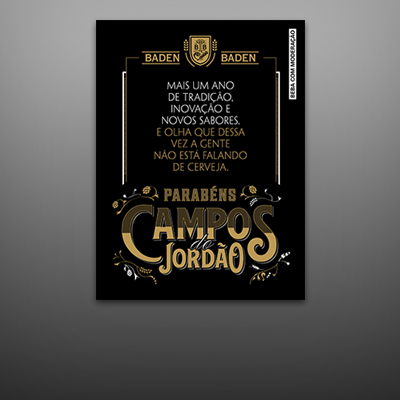 BADEN BADEN
BEBA COM MODERAÇÃO
MAIS UM ANO
DE TRADIÇÃO,
INOVAÇÃO E
NOVOS SABORES.
E OLHA QUE DESSA
VEZ A GENTE
NÃO ESTÁ FALANDO
DE CERVEJA.
PARABÉNS
CAMPOS
do
JORDÃO